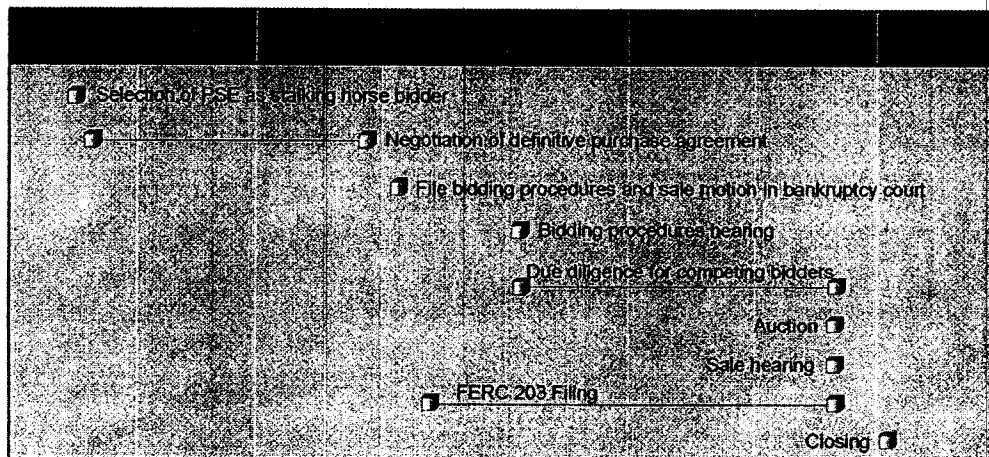 Selection of PSE as stalking horse bidder
Negotiation of definitive purchase agreement
File bidding procedures and sale motion in bankruptcy court
Bidding procedures hearing
Due diligence for competing bidders
Auction
Sale hearing
FERC 203 Filing
Closing